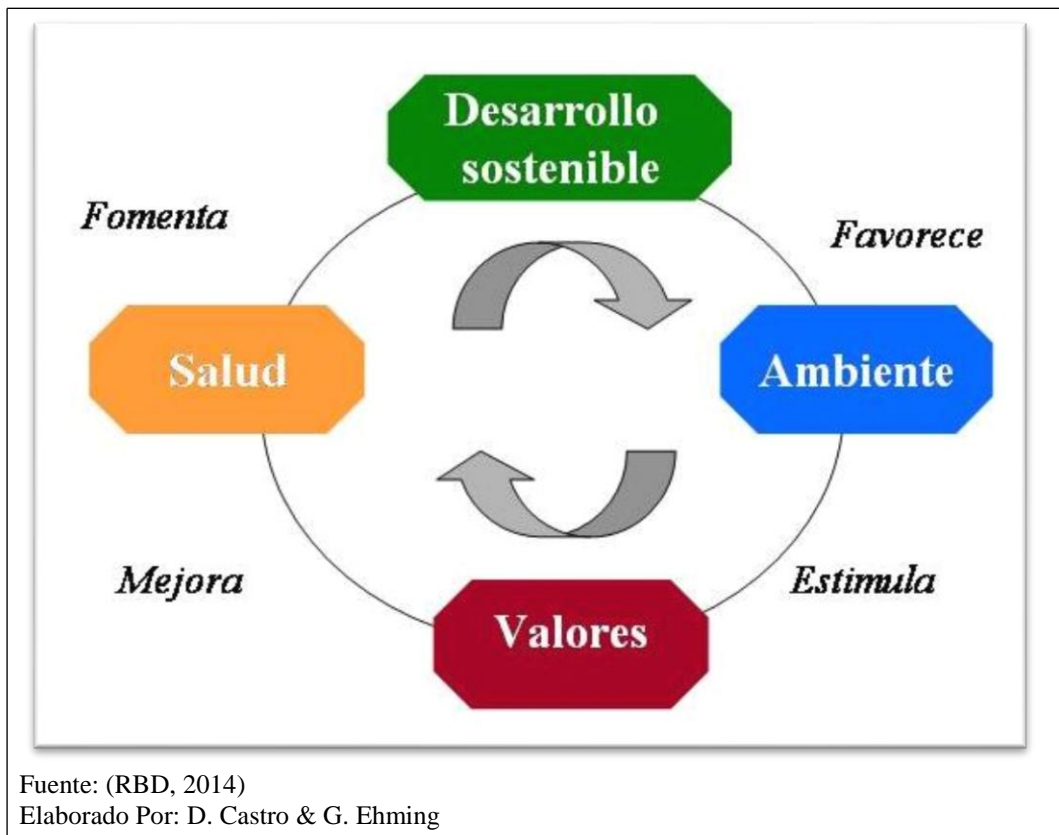 Desarrollo
sostenible
Fomenta
Favorece
Salud
Ambiente
Mejora
Estimula
Valores
Fuente: (RBD, 2014)
Elaborado Por: D. Castro & G. Ehming